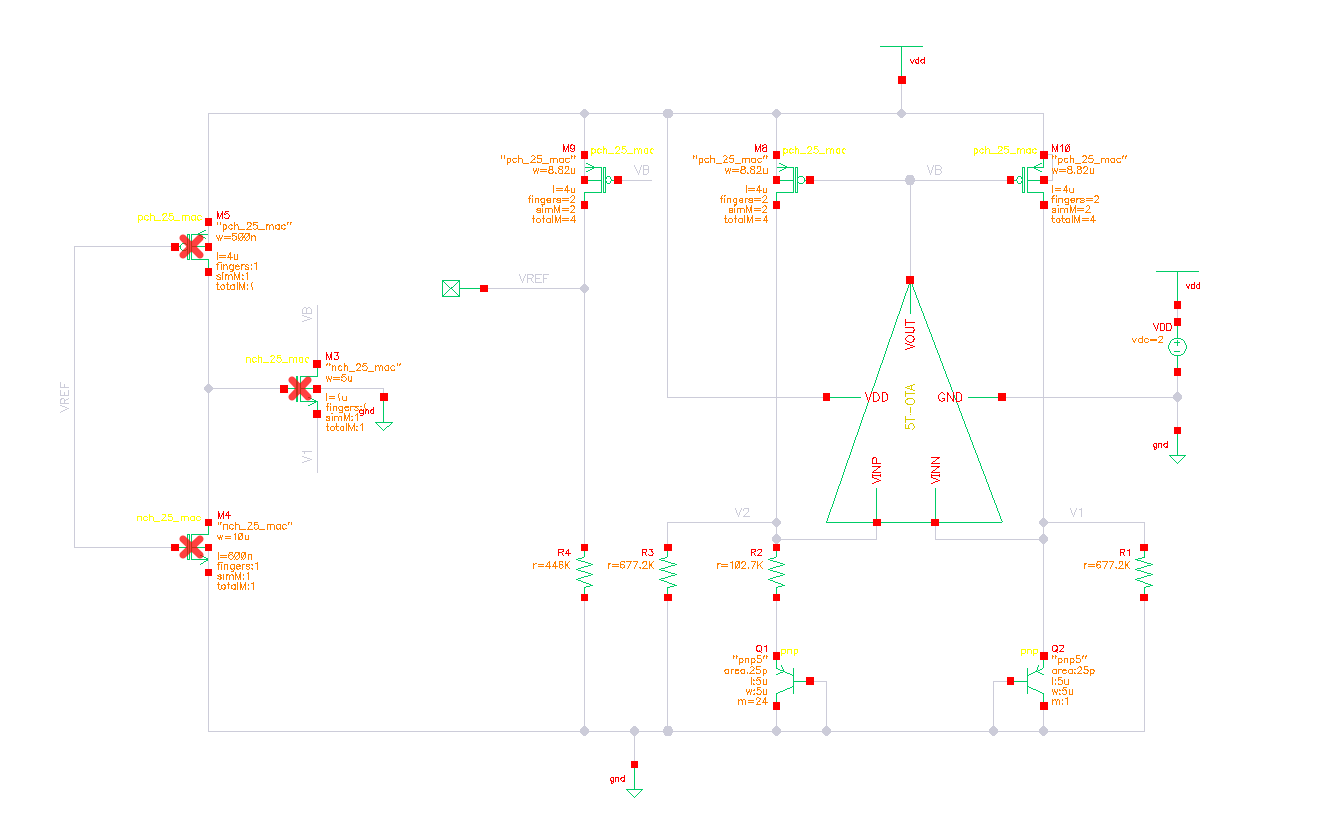 vdd
M9
pch_25_mac
"pch_25_mac"
w=8.82u
VB
l=4u
fingers=2
simM=2
totalM=4
M8
pch_25_mac
"pch_25_mac"
w=8.82u
l=4u
fingers=2
simM=2
totalM=4
VB
M10
pch_25_mac
"pch_25_mac"
w=8.82u
l=4u
fingers=2
simM=2
totalM=4
M5
pch_25_mac
"pch_25_mac"
w=500n
l=4u
fingers:1
simM:1
VREF
VB
M3
nch_25_mac
"nch_25_mac"
w=5u
simM:1
totalM:1
gnd
V1
VREF
M4
nch_25_mac
"nch_25_mac"
w=10u
l=600n
fingers:1
simM:1
totalM:1
VOUT
5T-OTA
VDD
GND
VINP
VINN
vdd
VDD
vdc=2
gnd
V2
V1
R4
r=448K
R3
r=677.2K
R2
r=102.7K
R1
r=677.2K
Q1
pnp
"pnp5"
area:25p
l:5u
w:5u
m=24
Q2
pnp
"pnp5"
area:25p
l:5u
w:5u
m:1
gnd